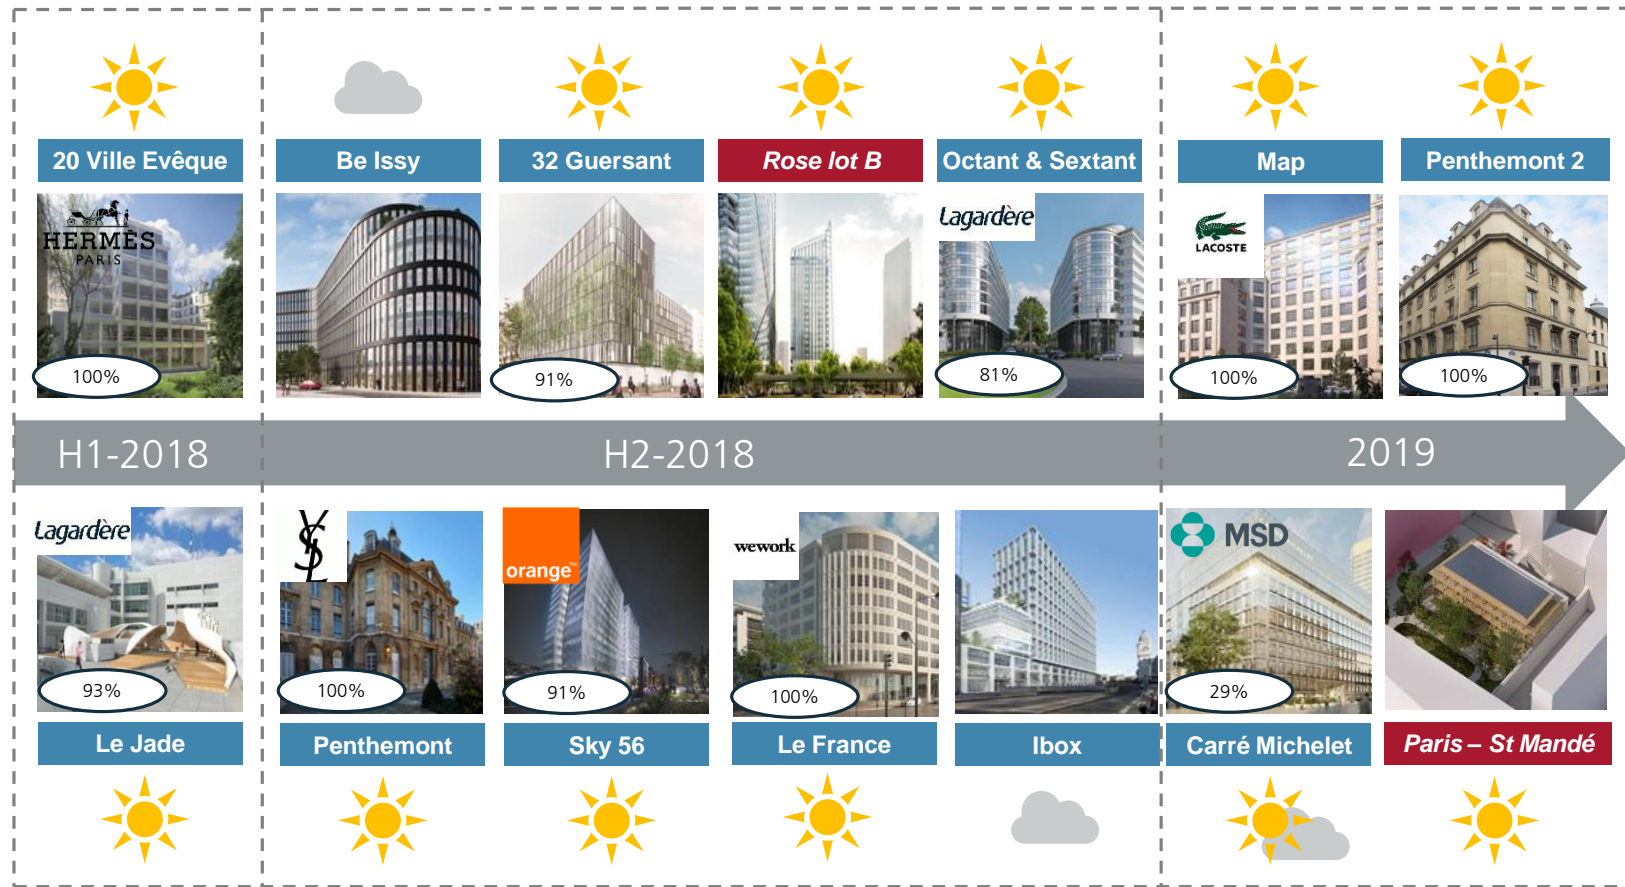 20 Ville Evêque
Be Issy
32 Guersant
Rose lot B
Octant & Sextant
Map
Penthemont 2
HERMÈS
PARIS
Lagardère
LACOSTE
100%
91%
81%
100%
100%
H1-2018
H2-2018
2019
Lagardère
YSL
orange™
wework
MSD
93%
100%
91%
100%
29%
Le Jade
Penthemont
Sky 56
Le France
Ibox
Carré Michelet
Paris – St Mandé